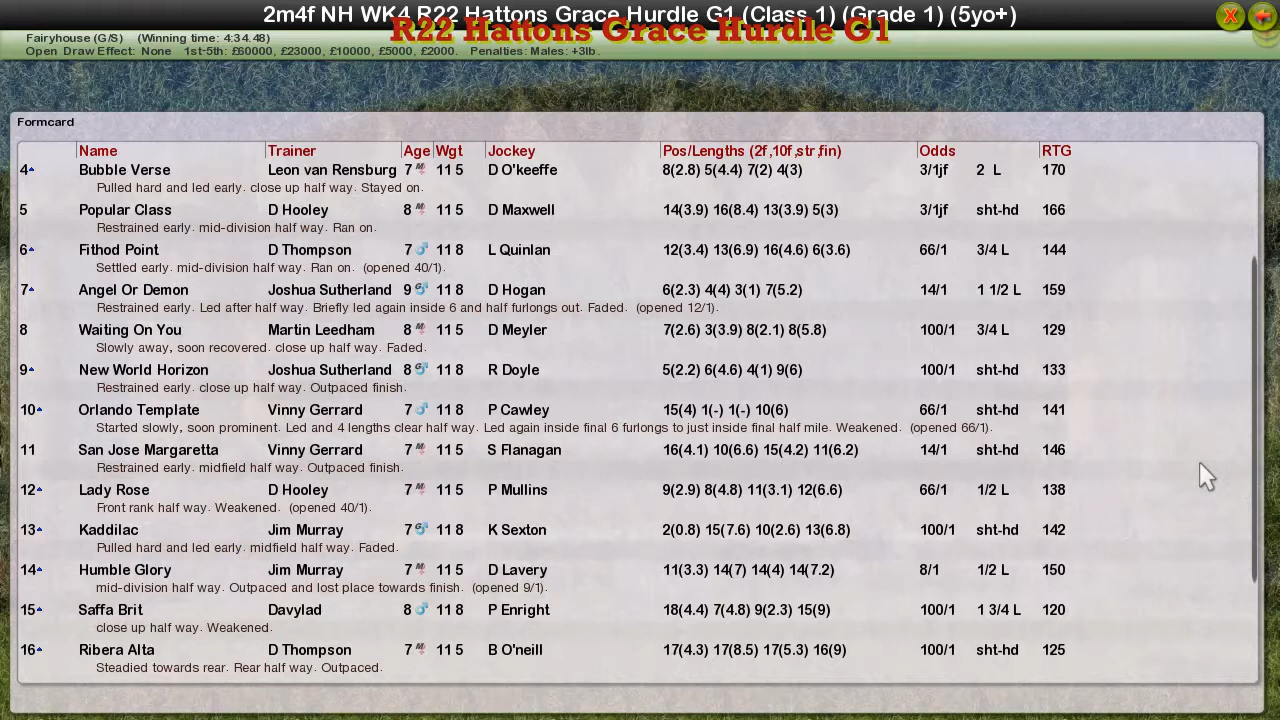 2m4f NH WK4 R22 Hattons Grace Hurdle G1 (Class 1) (Grade 1) (5yo+)
R22 Hattons Grace Hurdle G1
Fairyhouse (G/S) (Winning time: 4:34.48)
Open Draw Effect: None 1st-5th: £60000, £23000, £10000, £5000, £2000. Penalties: Males: +3lb.
Formcard
Name Trainer Age Wgt Jockey Pos/Lengths (2f,10f,str,fin) Odds RTG
4 Bubble Verse Leon van Rensburg 7 M 11 5 D O'keeffe 8(2.8) 5(4.4) 7(2) 4(3) 3/1jf 2 L 170
Pulled hard and led early. close up half way. Stayed on.
5 Popular Class D Hooley 8 M 11 5 D Maxwell 14(3.9) 16(8.4) 13(3.9) 5(3) 3/1jf sht-hd 166
Restrained early. mid-division half way. Ran on.
6 Fithod Point D Thompson 7 11 8 L Quinlan 12(3.4) 13(6.9) 16(4.6) 6(3.6) 66/1 3/4 L 144
Settled early. mid-division half way. Ran on. (opened 40/1).
7 Angel Or Demon Joshua Sutherland 9 G 11 8 D Hogan 6(2.3) 4(4) 3(1) 7(5.2) 14/1 1 1/2 L 159
Restrained early. Led after half way. Briefly led again inside 6 and half furlongs out. Faded. (opened 12/1).
8 Waiting On You Martin Leedham 8 M 11 5 D Meyler 7(2.6) 3(3.9) 8(2.1) 8(5.8) 100/1 3/4 L 129
Slowly away, soon recovered. close up half way. Faded.
9 New World Horizon Joshua Sutherland 8 G 11 8 R Doyle 5(2.2) 6(4.6) 4(1) 9(6) 100/1 sht-hd 133
Restrained early. close up half way. Outpaced finish.
10 Orlando Template Vinny Gerrard 7 11 8 P Cawley 15(4) 1(-) 1(-) 10(6) 66/1 sht-hd 141
Started slowly, soon prominent. Led and 4 lengths clear half way. Led again inside final 6 furlongs to just inside final half mile. Weakened. (opened 66/1).
11 San Jose Margaretta Vinny Gerrard 7 M 11 5 S Flanagan 16(4.1) 10(6.6) 15(4.2) 11(6.2) 14/1 sht-hd 146
Restrained early. midfield half way. Outpaced finish.
12 Lady Rose D Hooley 7 M 11 5 P Mullins 9(2.9) 8(4.8) 11(3.1) 12(6.6) 66/1 1/2 L 138
Front rank half way. Weakened. (opened 40/1).
13 Kaddilac Jim Murray 7 G 11 8 K Sexton 2(0.8) 15(7.6) 10(2.6) 13(6.8) 100/1 sht-hd 142
Pulled hard and led early. midfield half way. Faded.
14 Humble Glory Jim Murray 7 M 11 5 D Lavery 11(3.3) 14(7) 14(4) 14(7.2) 8/1 1/2 L 150
mid-division half way. Outpaced and lost place towards finish. (opened 9/1).
15 Saffa Brit Davylad 8 11 8 P Enright 18(4.4) 7(4.8) 9(2.3) 15(9) 100/1 1 3/4 L 120
close up half way. Weakened.
16 Ribera Alta D Thompson 7 M 11 5 B O'neill 17(4.3) 17(8.5) 17(5.3) 16(9) 100/1 sht-hd 125
Steadied towards rear. Rear half way. Outpaced.